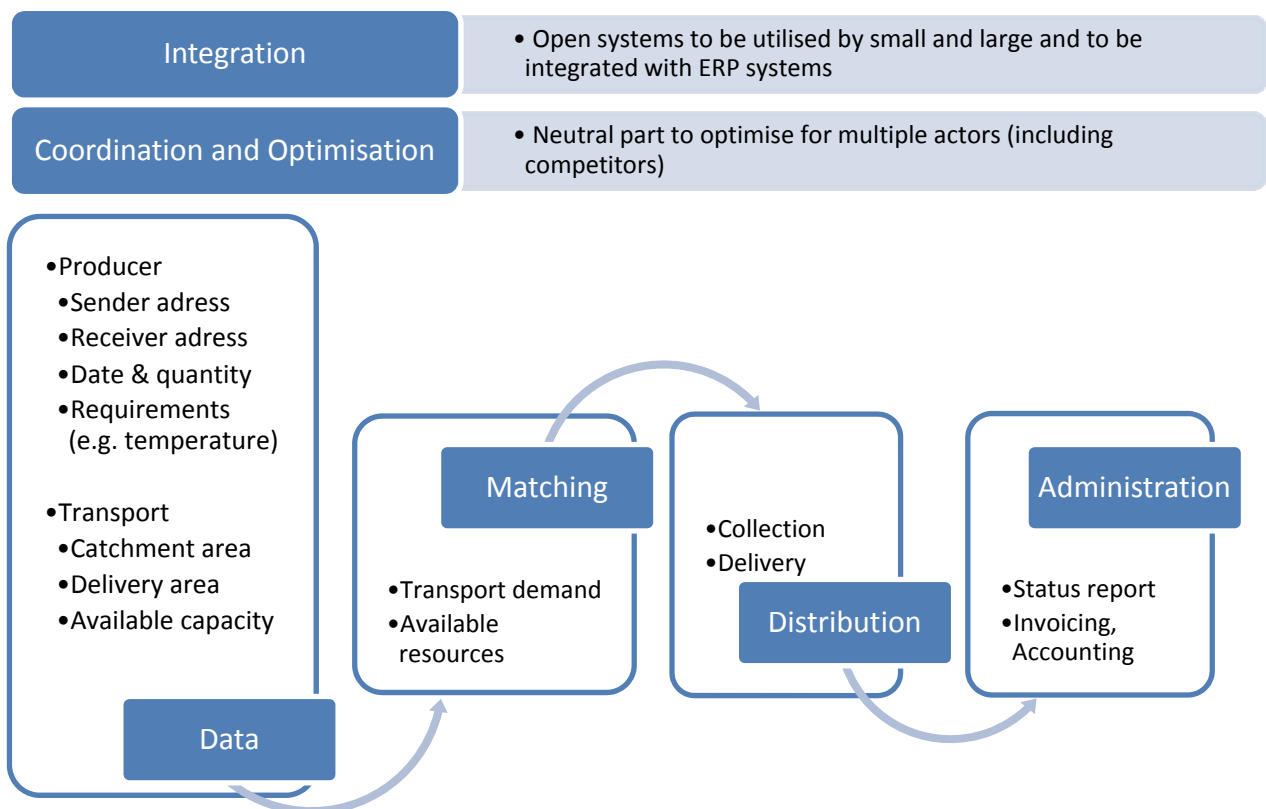 Integration
• Open systems to be utilised by small and large and to be
integrated with ERP systems
Coordination and Optimisation
• Neutral part to optimise for multiple actors (including
competitors)
•Producer
•Sender adress
•Receiver adress
•Date & quantity
•Requirements
(e.g. temperature)
•Transport
•Catchment area
•Delivery area
•Available capacity
Data
Matching
•Transport demand
•Available
resources
•Collection
•Delivery
Distribution
Administration
•Status report
•Invoicing,
Accounting